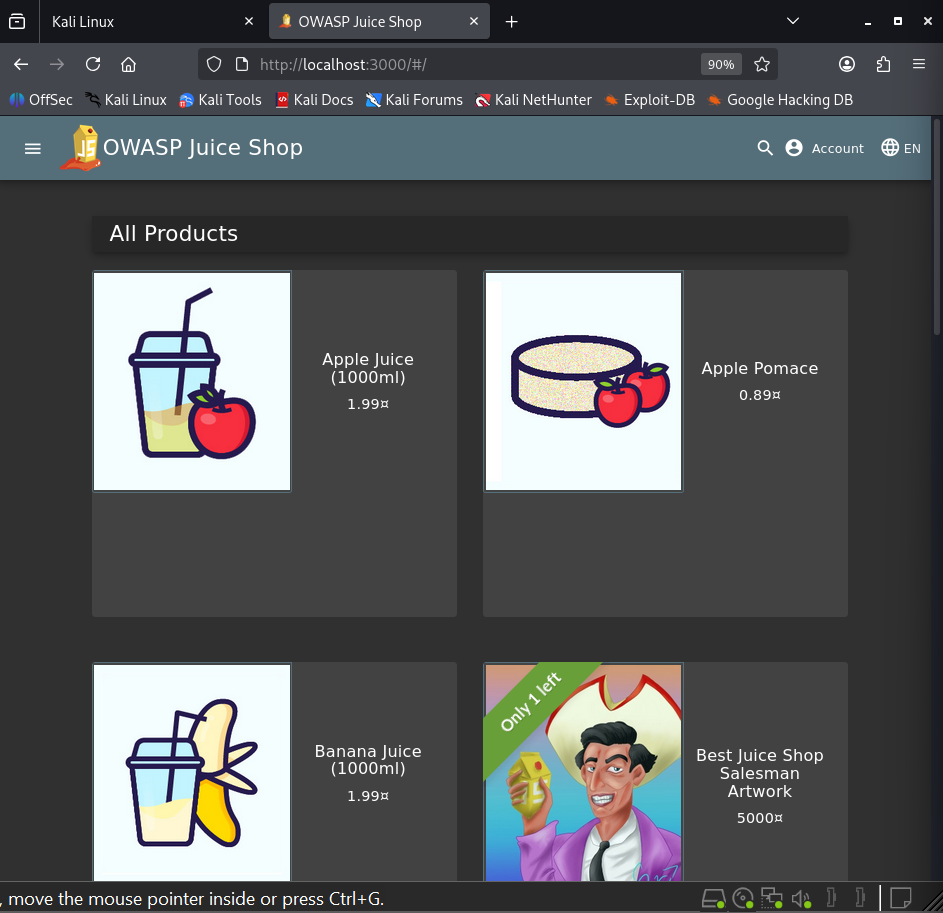 Kali Linux
OWASP Juice Shop
http://localhost:3000/#/
90%
OffSec
Kali Linux
Kali Tools
Kali Docs
Kali Forums
Kali NetHunter
Exploit-DB
Google Hacking DB
JS
OWASP Juice Shop
Account
EN
All Products
Apple Juice
(1000ml)
1.99¤
Apple Pomace
0.89¤
Banana Juice
(1000ml)
1.99¤
Only 1 left
Best Juice Shop
Salesman
Artwork
5000¤
, move the mouse pointer inside or press Ctrl+G.